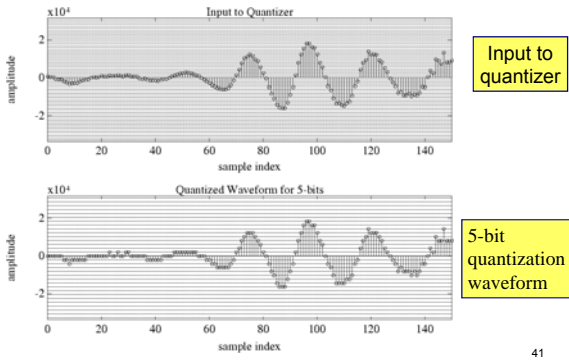 x10⁴
Input to Quantizer
2
0
-2
amplitude
0 20 40 60 80 100 120 140
sample index
Input to
quantizer
x10⁴
Quantized Waveform for 5-bits
2
0
-2
amplitude
0 20 40 60 80 100 120 140
sample index
5-bit
quantization
waveform
41